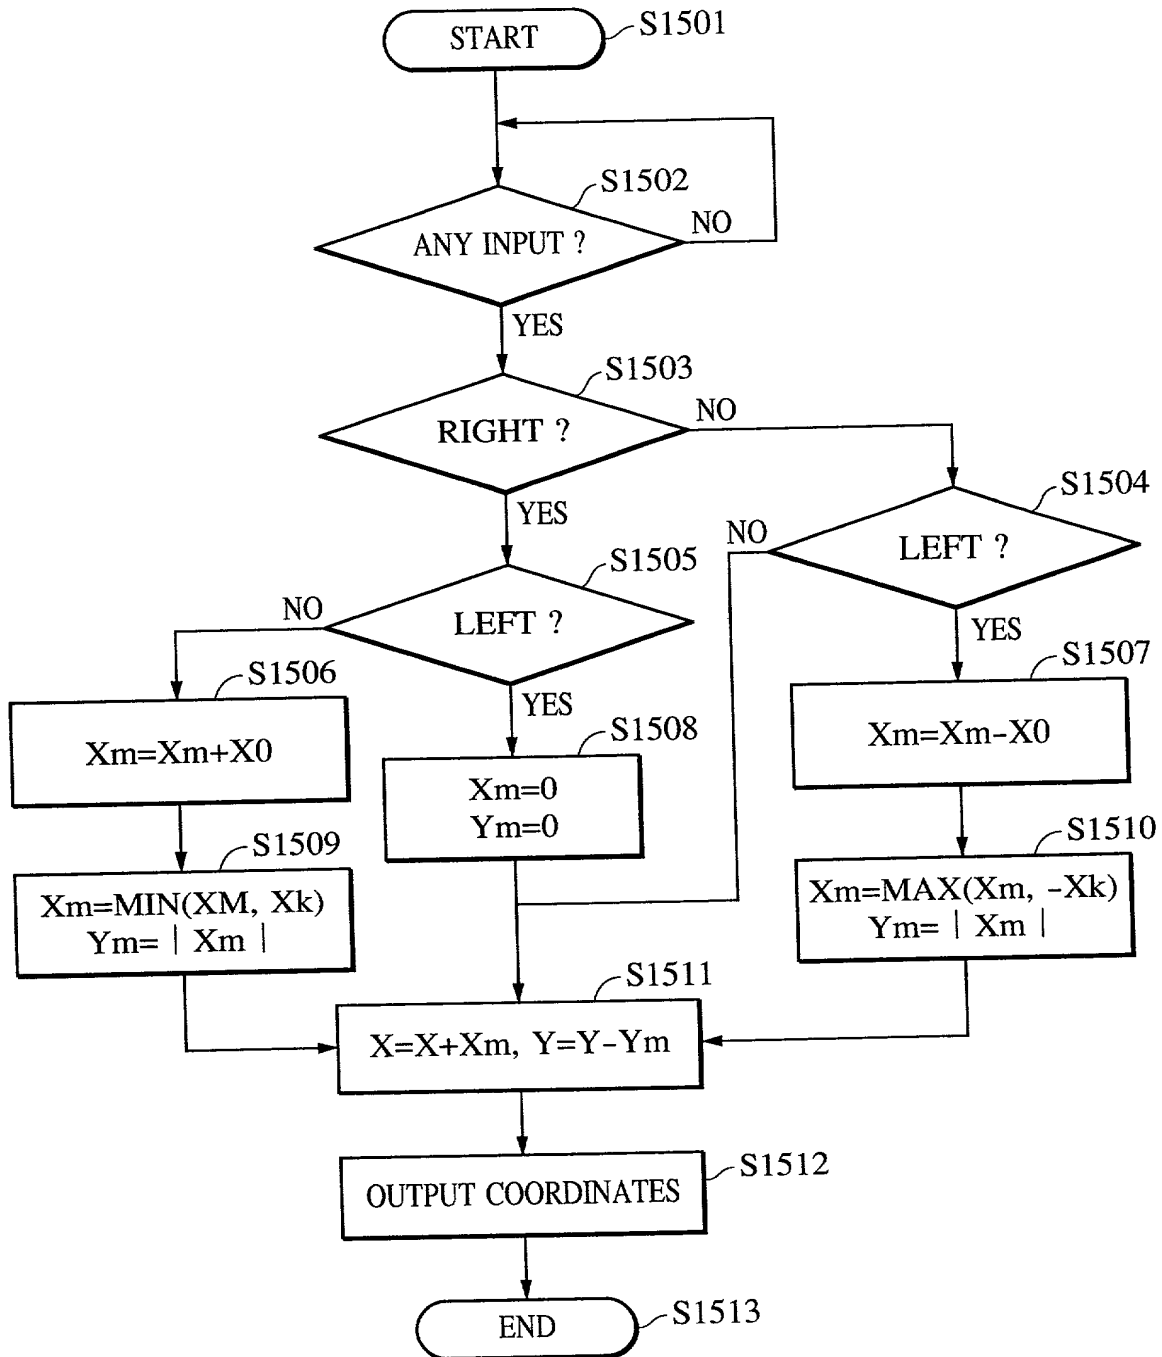 START
S1501
S1502
ANY INPUT ?
NO
YES
S1503
RIGHT ?
NO
YES
S1504
LEFT ?
NO
YES
S1505
LEFT ?
NO
YES
S1506
Xm=Xm+X0
S1507
Xm=Xm-X0
S1508
Xm=0
Ym=0
S1509
Xm=MIN(XM, Xk)
Ym= | Xm |
S1510
Xm=MAX(Xm, -Xk)
Ym= | Xm |
S1511
X=X+Xm, Y=Y-Ym
S1512
OUTPUT COORDINATES
END
S1513